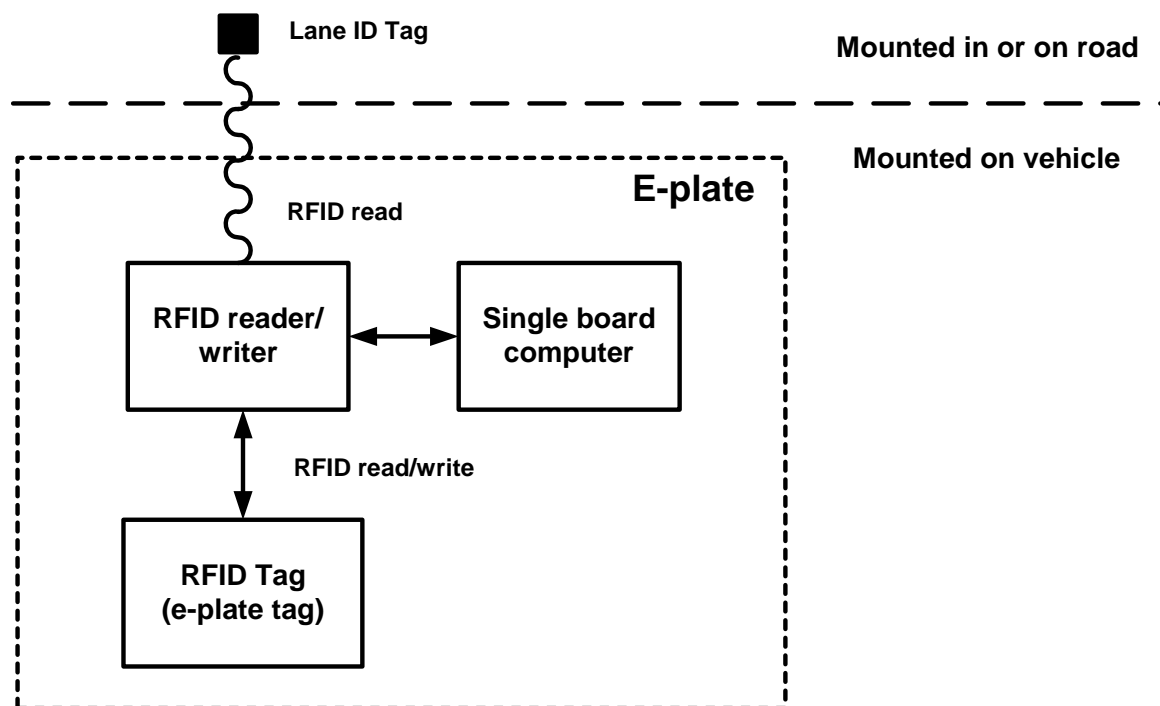 Lane ID Tag
Mounted in or on road
Mounted on vehicle
E-plate
RFID read
RFID reader/
writer
Single board
computer
RFID read/write
RFID Tag
(e-plate tag)